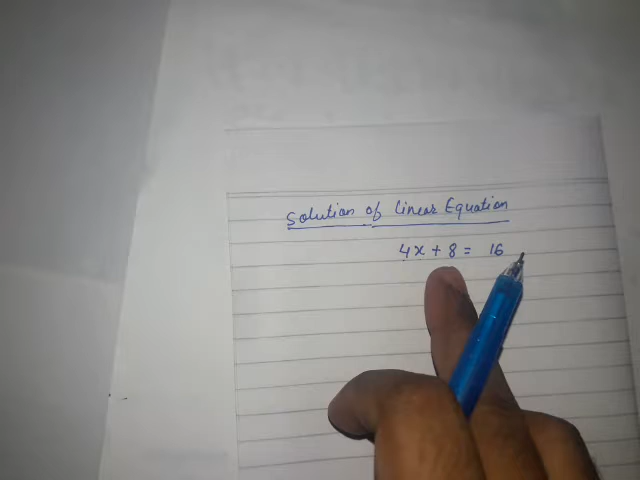 Solution of Linear Equation
4x + 8 = 16